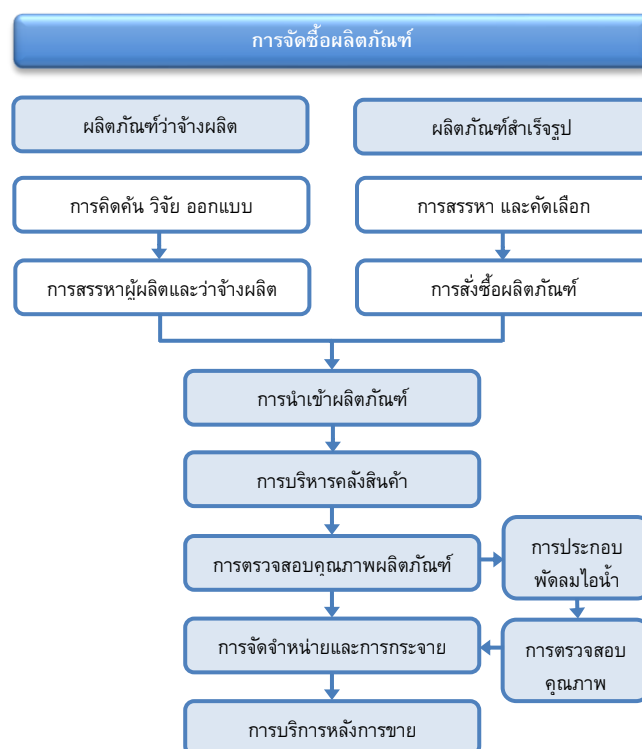 การจัดซื้อผลิตภัณฑ์
ผลิตภัณฑ์ว่าจ้างผลิต
ผลิตภัณฑ์สำเร็จรูป
การคิดค้น วิจัย ออกแบบ
การสรรหา และคัดเลือก
การสรรหาผู้ผลิตและว่าจ้างผลิต
การสั่งซื้อผลิตภัณฑ์
การนำเข้าผลิตภัณฑ์
การบริหารคลังสินค้า
การตรวจสอบคุณภาพผลิตภัณฑ์
การประกอบ
พัดลมไอน้ำ
การจัดจำหน่ายและการกระจาย
การตรวจสอบ
คุณภาพ
การบริการหลังการขาย